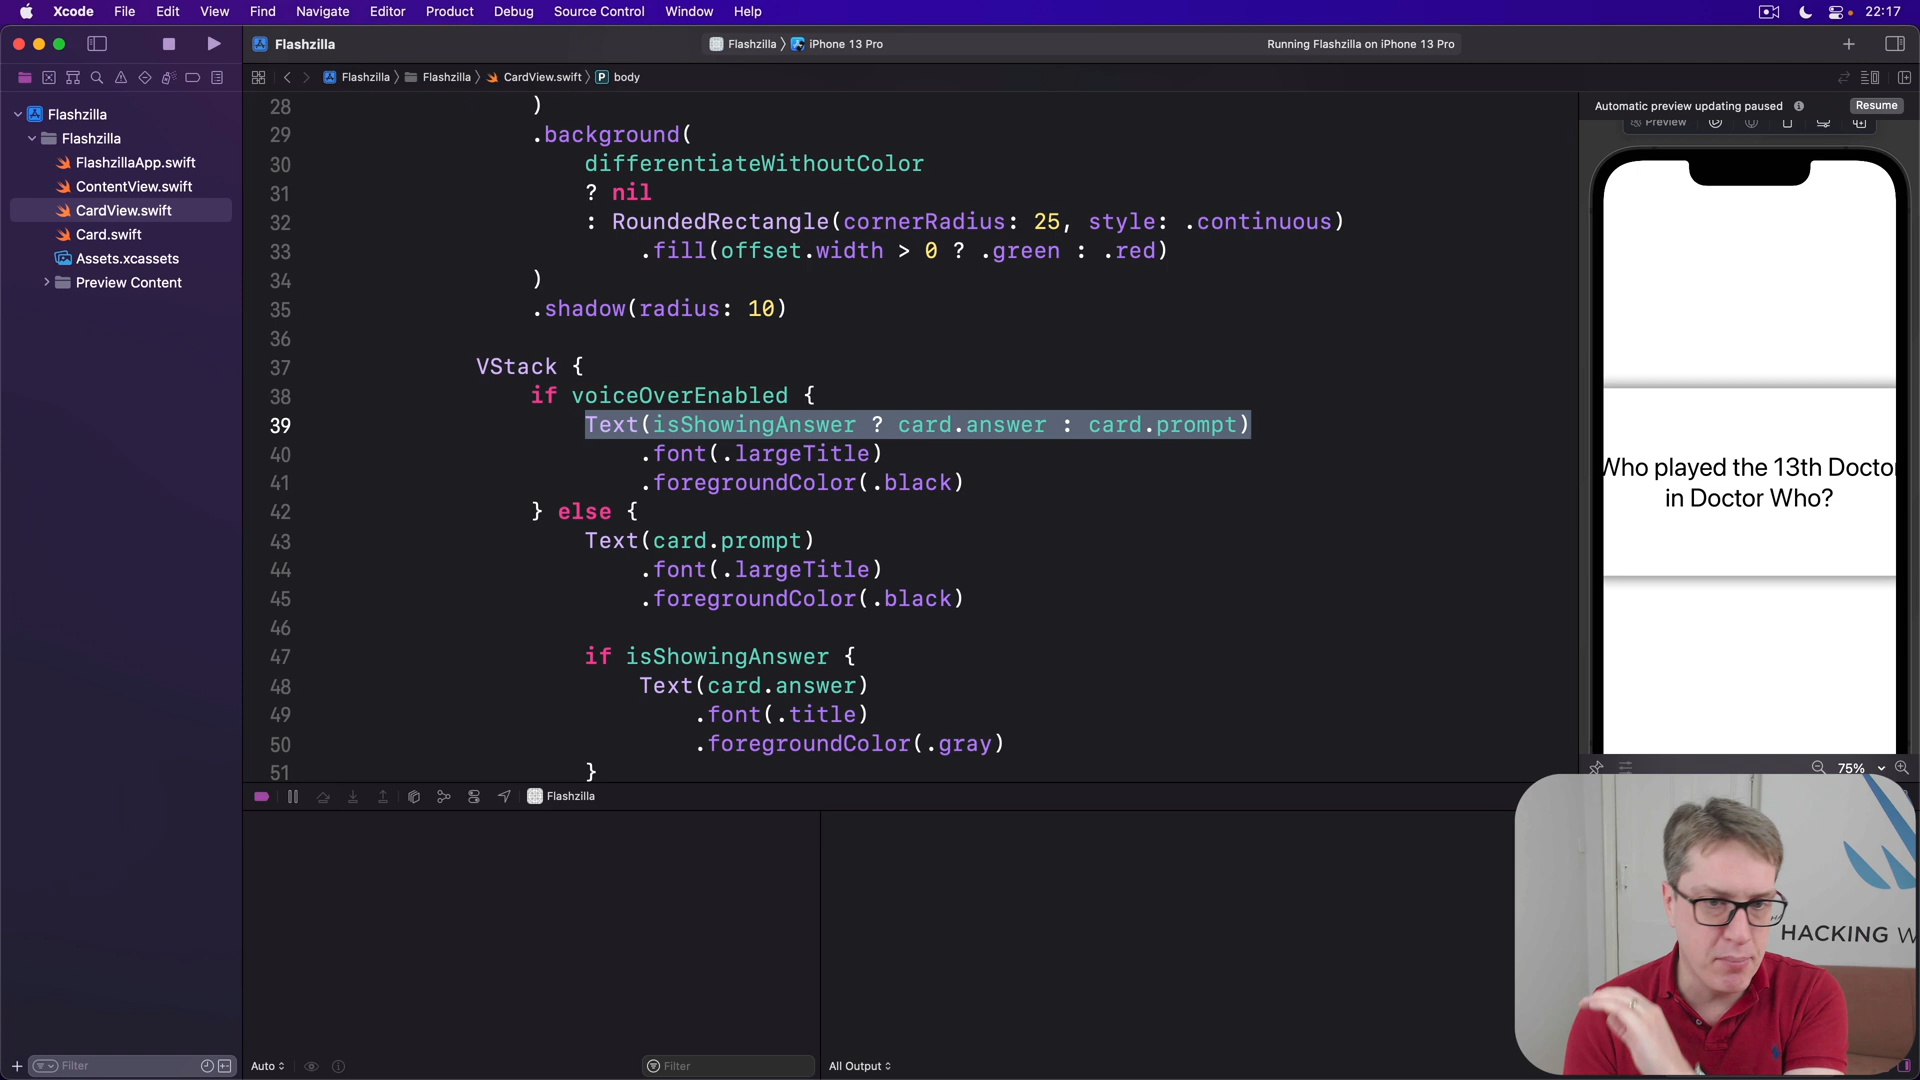 Xcode File Edit View Find Navigate Editor Product Debug Source Control Window Help 22:17
Flashzilla
Flashzilla iPhone 13 Pro
Running Flashzilla on iPhone 13 Pro
Flashzilla Flashzilla CardView.swift P body
Automatic preview updating paused Resume
Preview
Flashzilla
Flashzilla
FlashzillaApp.swift
ContentView.swift
CardView.swift
Card.swift
Assets.xcassets
Preview Content
28 )
29 .background(
30 differentiateWithoutColor
31 ? nil
32 : RoundedRectangle(cornerRadius: 25, style: .continuous)
33 .fill(offset.width > 0 ? .green : .red)
34 )
35 .shadow(radius: 10)
36
37 VStack {
38 if voiceOverEnabled {
39 Text(isShowingAnswer ? card.answer : card.prompt)
40 .font(.largeTitle)
41 .foregroundColor(.black)
42 } else {
43 Text(card.prompt)
44 .font(.largeTitle)
45 .foregroundColor(.black)
46
47 if isShowingAnswer {
48 Text(card.answer)
49 .font(.title)
50 .foregroundColor(.gray)
51 }
Who played the 13th Doctor
in Doctor Who?
75%
Flashzilla
HACKING W
Filter
Auto
Filter
All Output